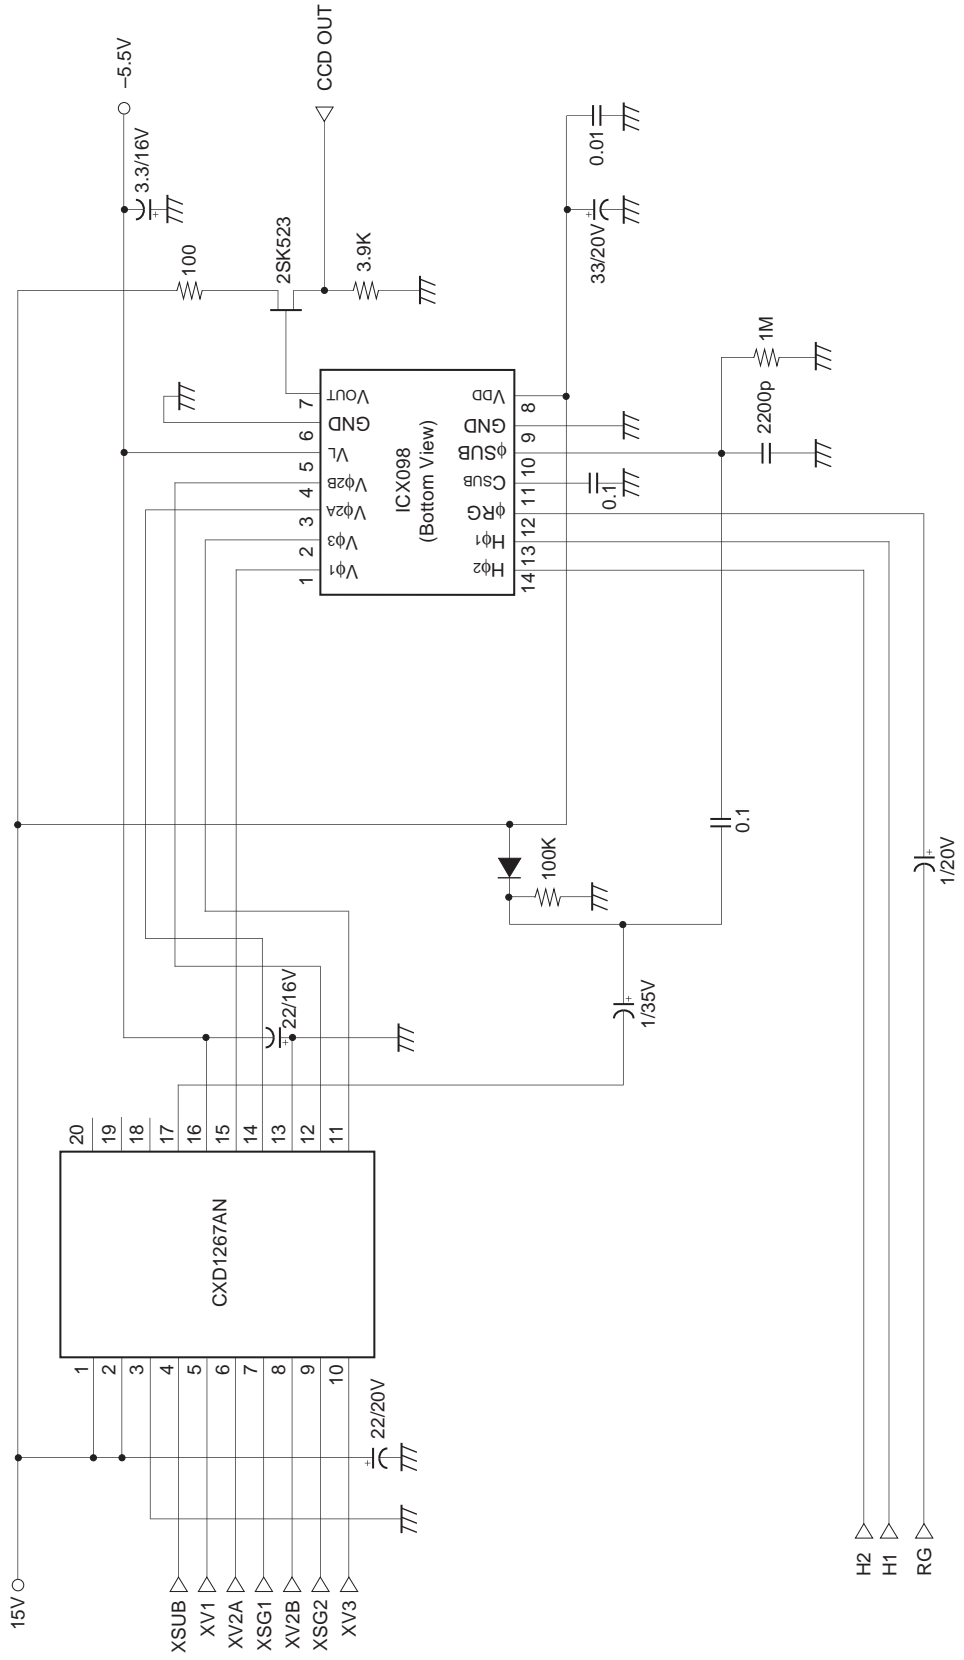 15V
XSUB
XV1
XV2A
XSG1
XV2B
XSG2
XV3
22/20V
1
2
3
4
5
6
7
8
9
10
CXD1267AN
20
19
18
17
16
15
14
13
12
11
22/16V
1/35V
100K
0.1
1/20V
H2
H1
RG
ICX098
(Bottom View)
1
2
3
4
5
6
7
Vϕ1
Vϕ3
Vϕ2A
Vϕ2B
VL
GND
VOUT
14
13
12
11
10
9
8
Hϕ2
Hϕ1
ϕRG
CSUB
ϕSUB
GND
VDD
0.1
2200p
1M
33/20V
0.01
100
2SK523
3.9K
3.3/16V
–5.5V
CCD OUT